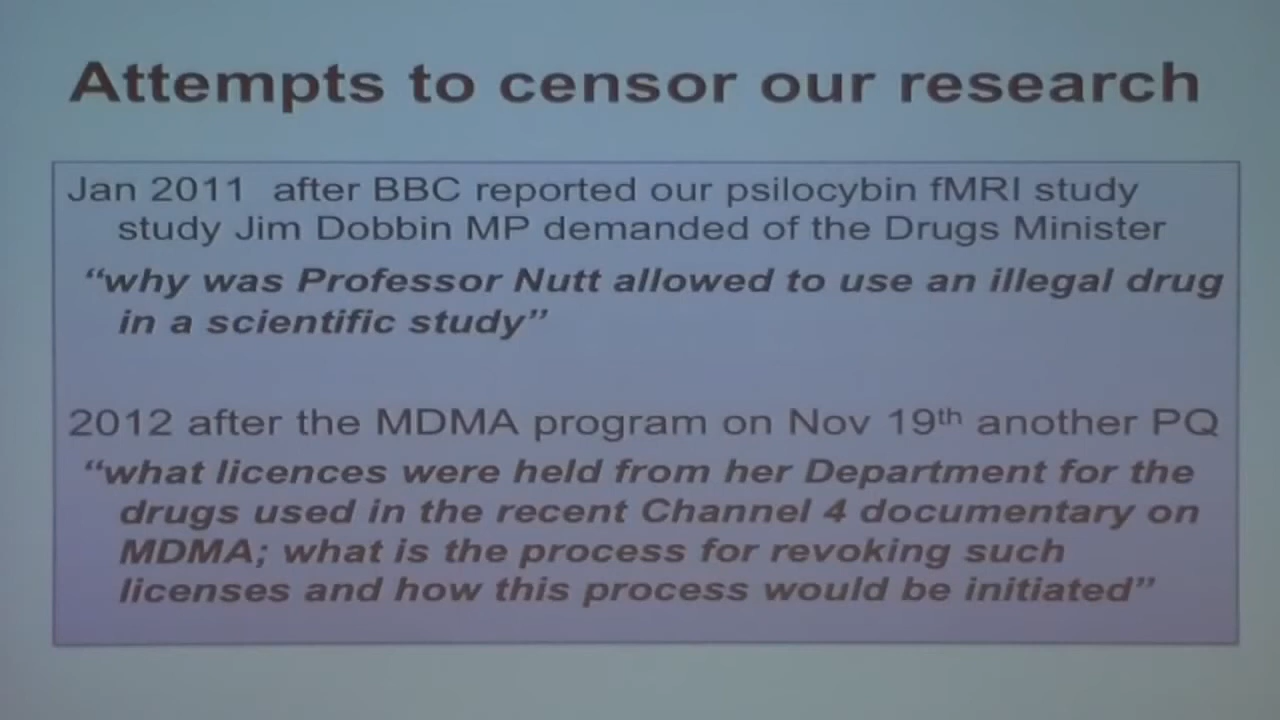 Attempts to censor our research
Jan 2011 after BBC reported our psilocybin fMRI study
study Jim Dobbin MP demanded of the Drugs Minister
“why was Professor Nutt allowed to use an illegal drug
in a scientific study”
2012 after the MDMA program on Nov 19th another PQ
“what licences were held from her Department for the
drugs used in the recent Channel 4 documentary on
MDMA; what is the process for revoking such
licenses and how this process would be initiated”